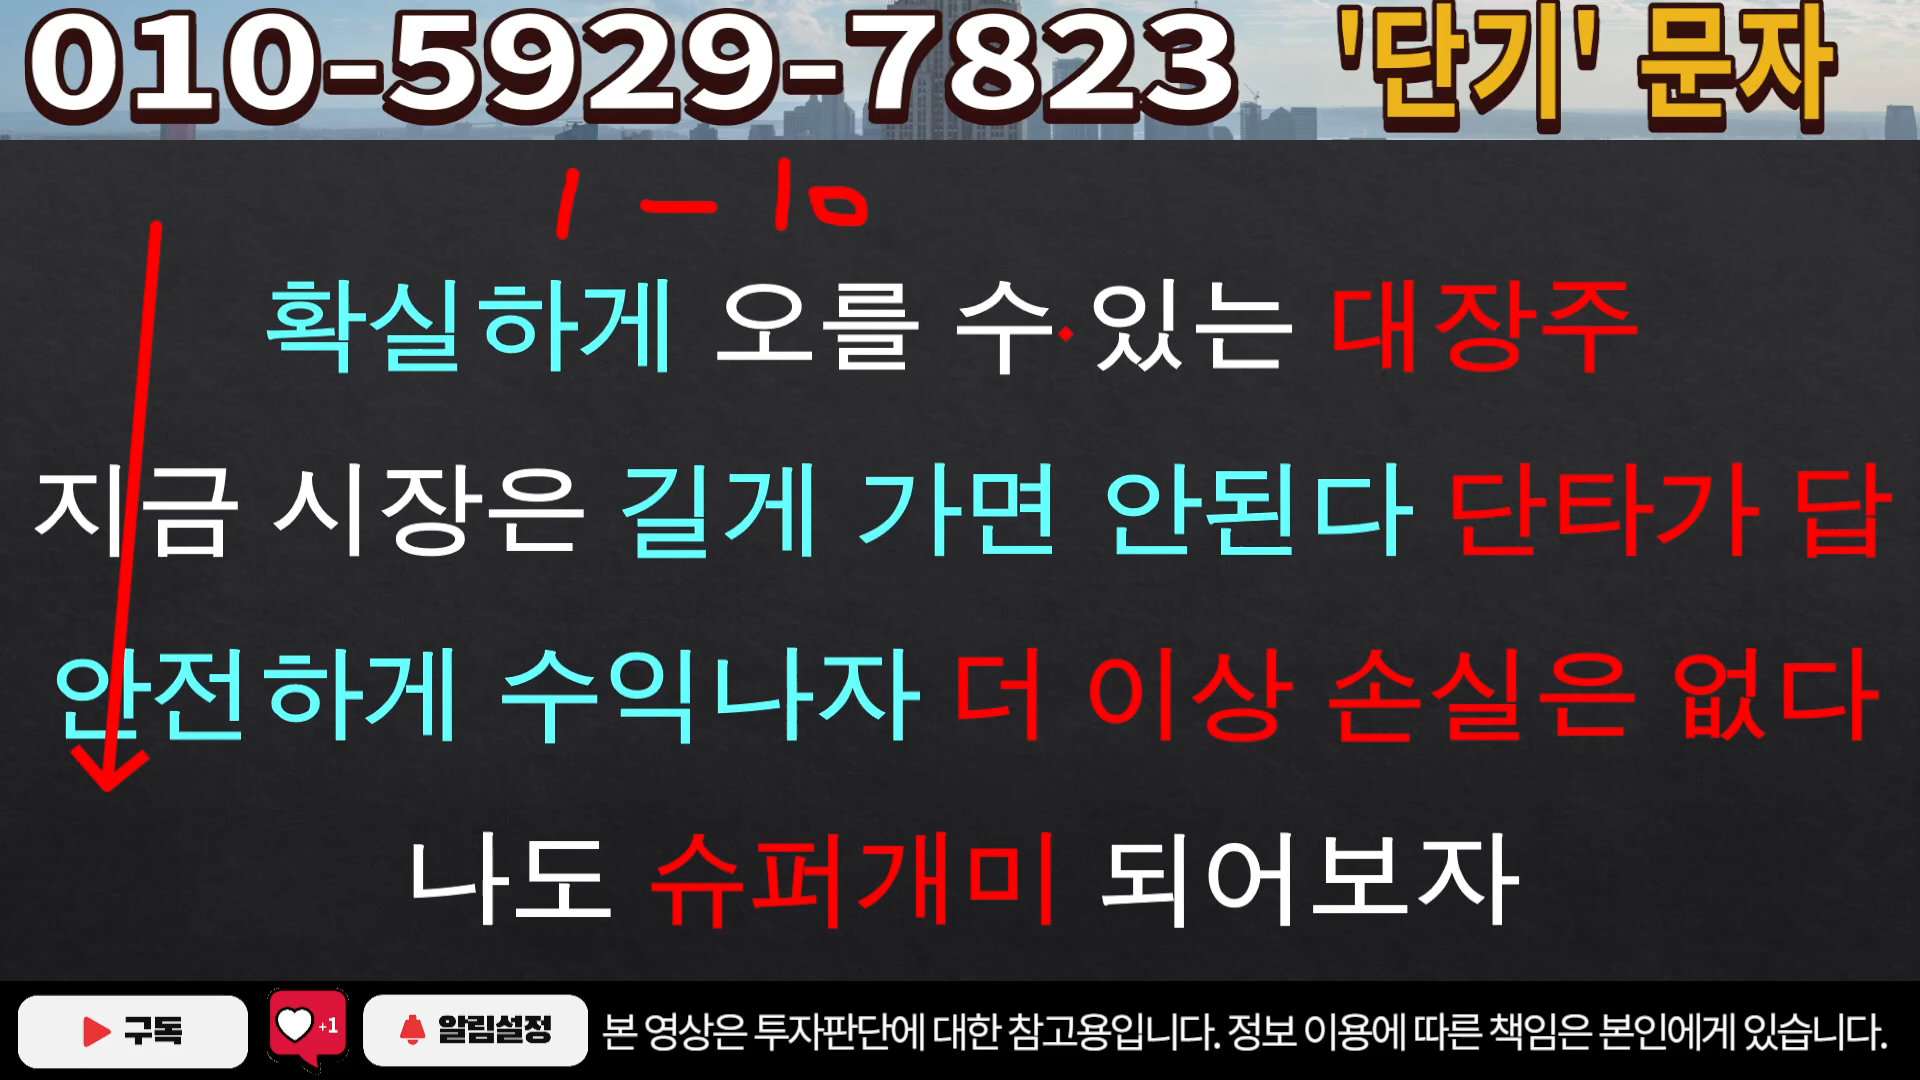 010-5929-7823 '단기' 문자
1 - 10
확실하게 오를 수 있는 대장주
지금 시장은 길게 가면 안된다 단타가 답
안전하게 수익나자 더 이상 손실은 없다
나도 슈퍼개미 되어보자
구독 +1 알림설정 본 영상은 투자판단에 대한 참고용입니다. 정보 이용에 따른 책임은 본인에게 있습니다.